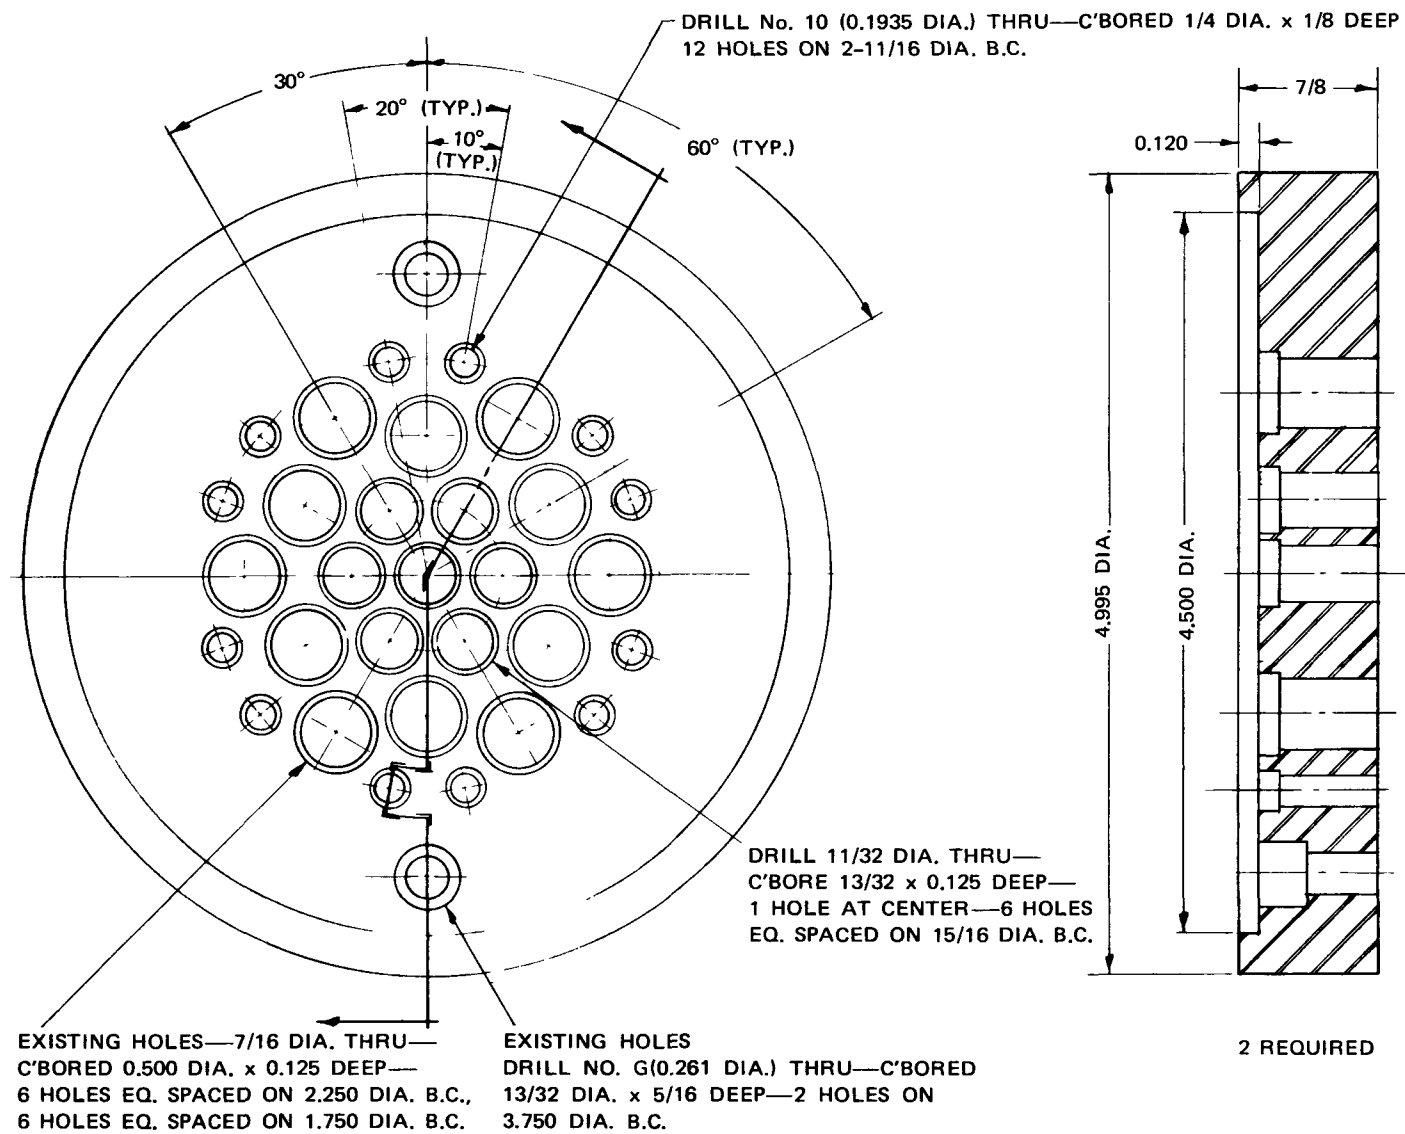 DRILL No. 10 (0.1935 DIA.) THRU—C'BORED 1/4 DIA. x 1/8 DEEP
12 HOLES ON 2-11/16 DIA. B.C.
30°
20° (TYP.)
10°
(TYP.)
60° (TYP.)
7/8
0.120
4.995 DIA.
4.500 DIA.
DRILL 11/32 DIA. THRU—
C'BORE 13/32 x 0.125 DEEP—
1 HOLE AT CENTER—6 HOLES
EQ. SPACED ON 15/16 DIA. B.C.
EXISTING HOLES—7/16 DIA. THRU—
C'BORED 0.500 DIA. x 0.125 DEEP—
6 HOLES EQ. SPACED ON 2.250 DIA. B.C.,
6 HOLES EQ. SPACED ON 1.750 DIA. B.C.
EXISTING HOLES
DRILL NO. G(0.261 DIA.) THRU—C'BORED
13/32 DIA. x 5/16 DEEP—2 HOLES ON
3.750 DIA. B.C.
2 REQUIRED